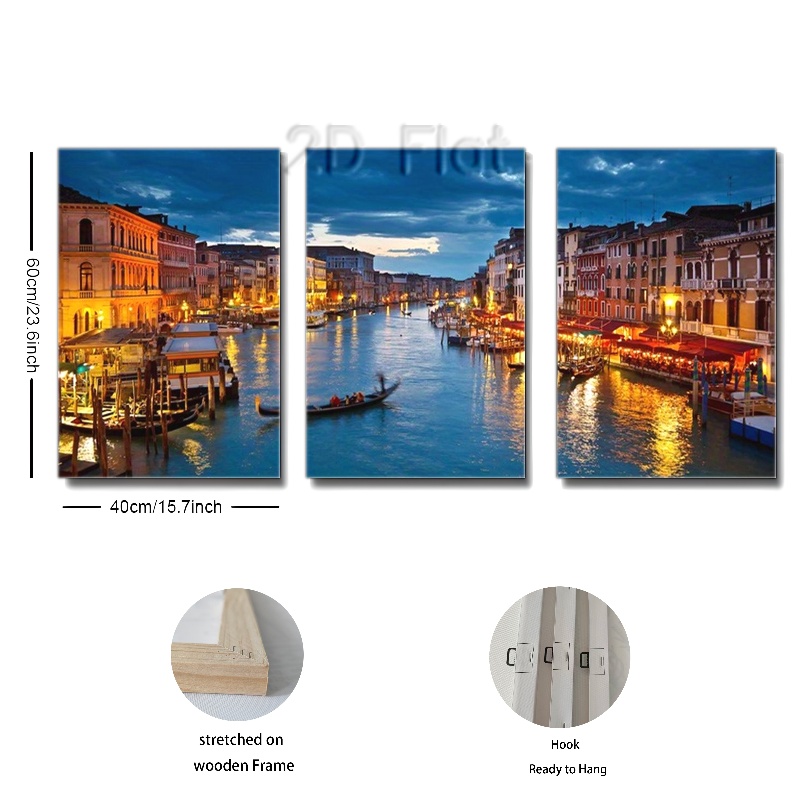 2D Flat
60cm/23.6inch
40cm/15.7inch
stretched on
wooden Frame
Hook
Ready to Hang